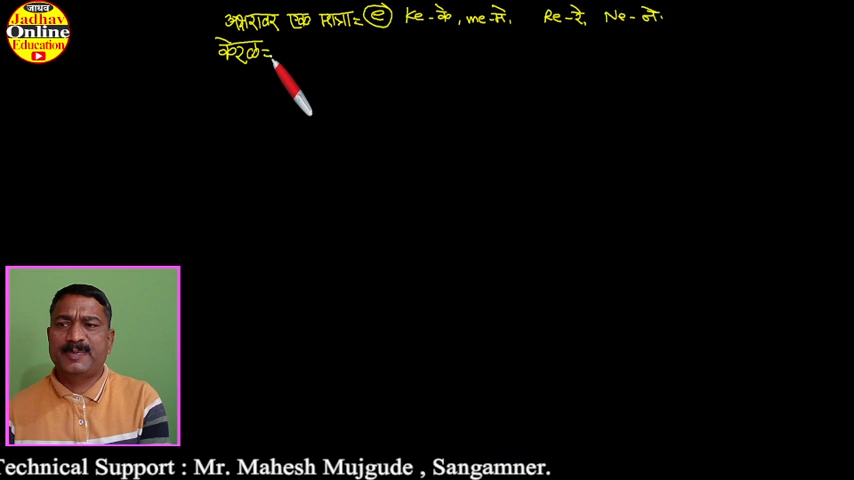 जाधव
Jadhav
Online
Education
अक्षरावर एक मात्रा = e Ke - के, me - मे. Re - रे, Ne - ने.
केरळ =
Technical Support : Mr. Mahesh Mujgude , Sangamner.